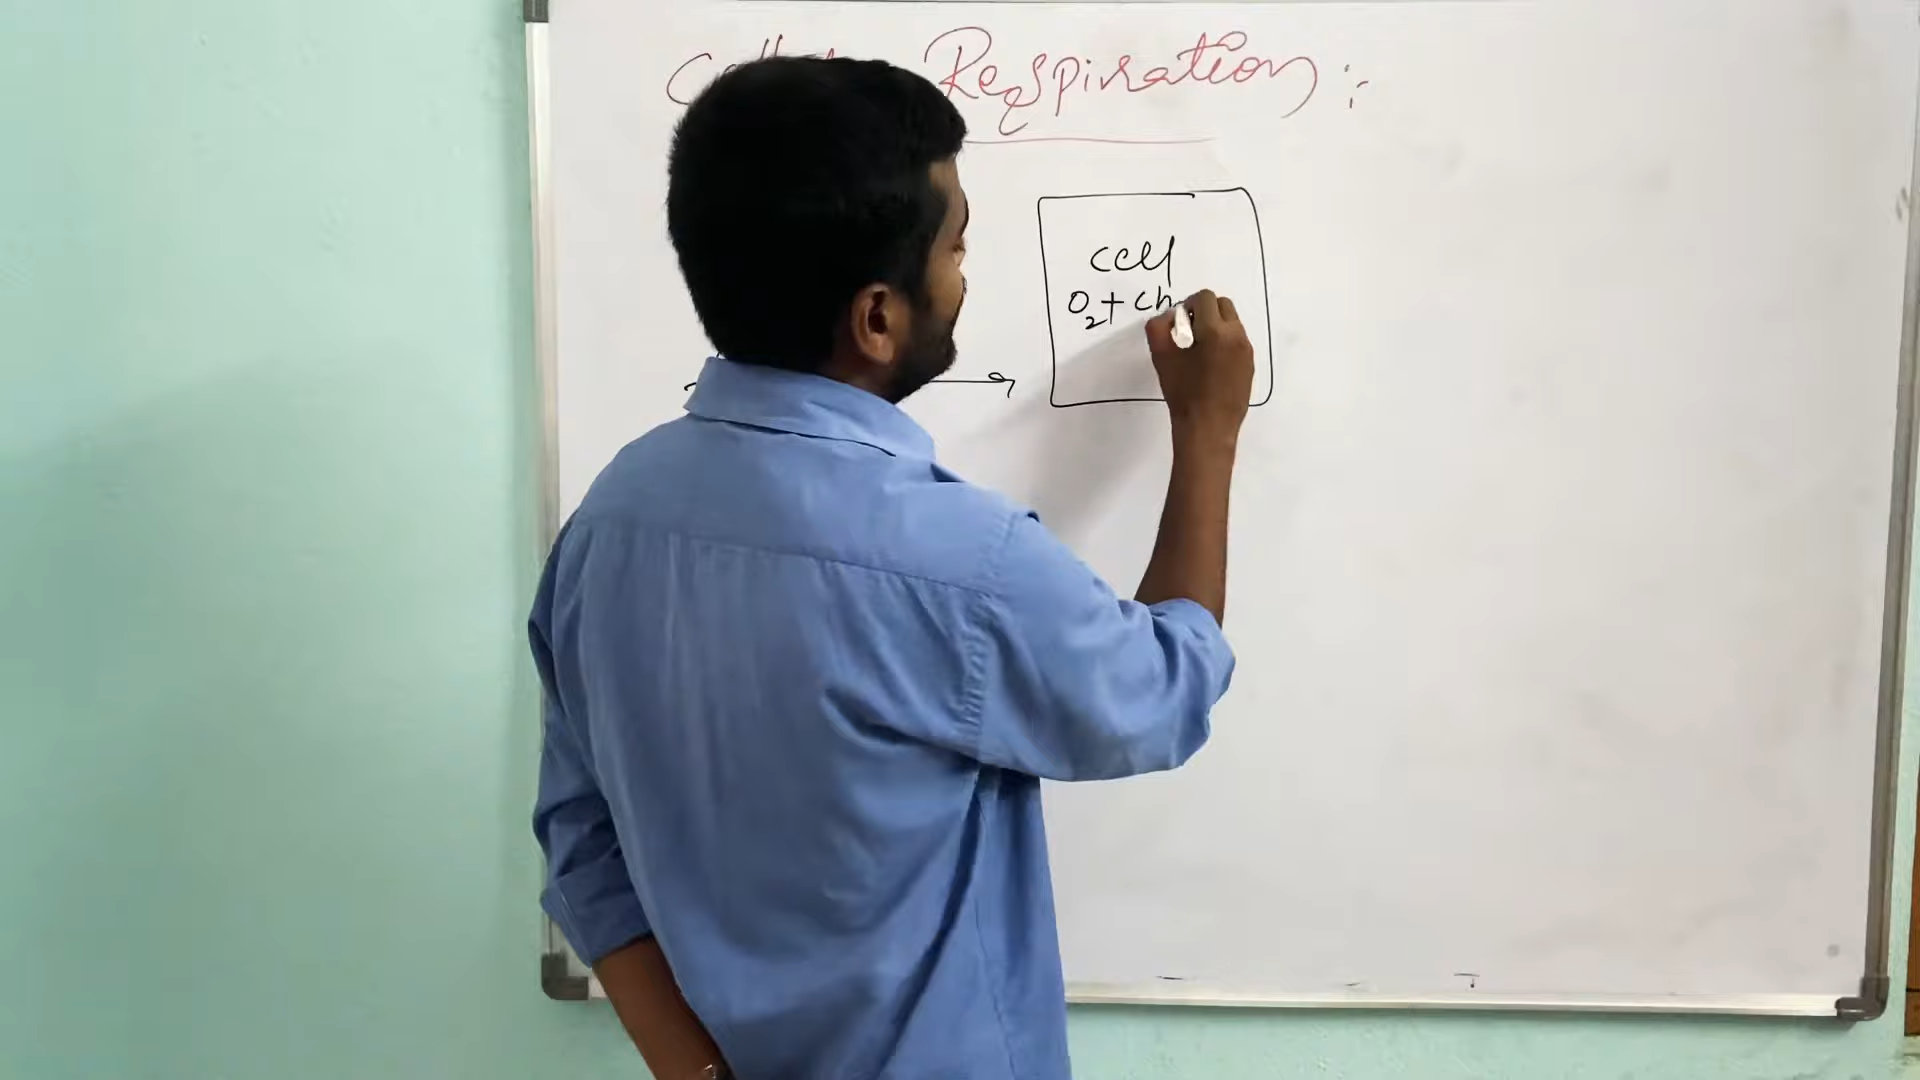 Respiration :-
cell
O2 + ch